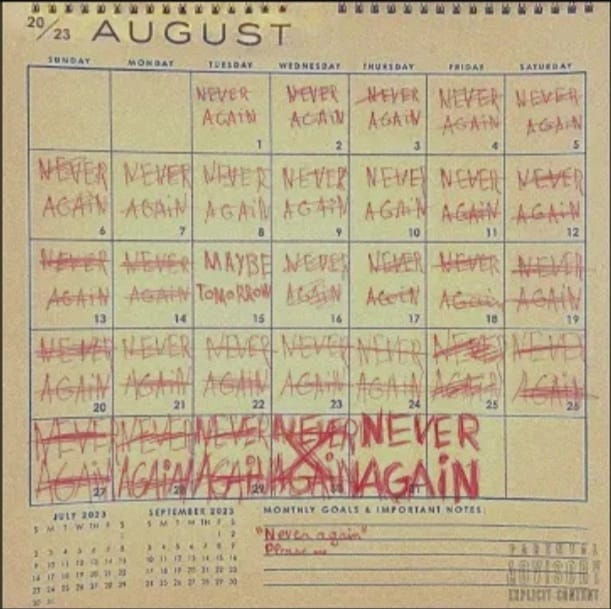 20/23 AUGUST
SUNDAY MONDAY TUESDAY WEDNESDAY THURSDAY FRIDAY SATURDAY
NEVER NEVER NEVER NEVER NEVER
AGAIN AGAIN AGAIN AGAIN AGAIN
1 2 3 4 5
NEVER NEVER NEVER NEVER NEVER NEVER NEVER
AGAIN AGAIN AGAIN AGAIN AGAIN AGAIN AGAIN
6 7 8 9 10 11 12
NEVER NEVER MAYBE NEVER NEVER NEVER NEVER
AGAIN AGAIN TOMORROW AGAIN AGAIN AGAIN AGAIN
13 14 15 16 17 18 19
NEVER NEVER NEVER NEVER NEVER NEVER NEVER
AGAIN AGAIN AGAIN AGAIN AGAIN AGAIN AGAIN
20 21 22 23 24 25 26
NEVER NEVER NEVER NEVER NEVER
AGAIN AGAIN AGAIN AGAIN AGAIN
27 28 29 30 31
JULY 2023 SEPTEMBER 2023 MONTHLY GOALS & IMPORTANT NOTES:
S M T W TH F S S M T W TH F S
"Never again"
Please
PARENTAL
ADVISORY
EXPLICIT CONTENT